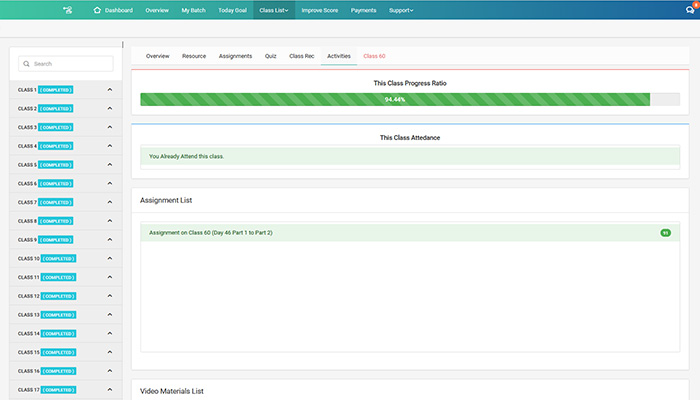 Dashboard Overview My Batch Today Goal Class List Improve Score Payments Support
Search
CLASS 1 [ COMPLETED ]
CLASS 2 [ COMPLETED ]
CLASS 3 [ COMPLETED ]
CLASS 4 [ COMPLETED ]
CLASS 5 [ COMPLETED ]
CLASS 6 [ COMPLETED ]
CLASS 7 [ COMPLETED ]
CLASS 8 [ COMPLETED ]
CLASS 9 [ COMPLETED ]
CLASS 10 [ COMPLETED ]
CLASS 11 [ COMPLETED ]
CLASS 12 [ COMPLETED ]
CLASS 13 [ COMPLETED ]
CLASS 14 [ COMPLETED ]
CLASS 15 [ COMPLETED ]
CLASS 16 [ COMPLETED ]
CLASS 17 [ COMPLETED ]
Overview Resource Assignments Quiz Class Rec Activities Class 60
This Class Progress Ratio
94.44%
This Class Attedance
You Already Attend this class.
Assignment List
Assignment on Class 60 (Day 46 Part 1 to Part 2)
Video Materials List